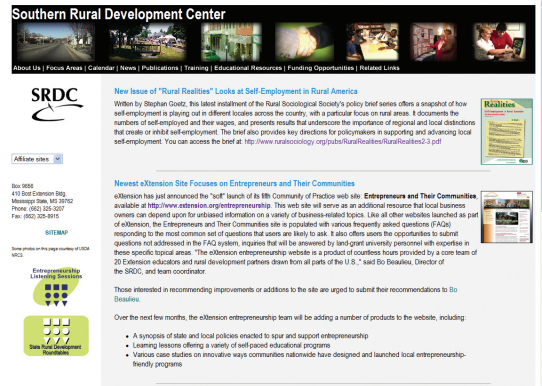 Southern Rural Development Center
About Us | Focus Areas | Calendar | News | Publications | Training | Educational Resources | Funding Opportunities | Related Links
SRDC
Affiliate sites
Box 9656
410 Bost Extension Bldg.
Mississippi State, MS 39762
Phone: (662) 325-3207
Fax: (662) 325-8915
SITEMAP
Some photos on this page courtesy of USDA
NRCS.
Entrepreneurship
Listening Sessions
State Rural Development
Roundtables
New Issue of "Rural Realities" Looks at Self-Employment in Rural America
Written by Stephan Goetz, this latest installment of the Rural Sociological Society's policy brief series offers a snapshot of how
self-employment is playing out in different locales across the country, with a particular focus on rural areas. It documents the
numbers of self-employed and their wages, and presents results that underscore the importance of regional and local distinctions
that create or inhibit self-employment. The brief also provides key directions for policymakers in supporting and advancing local
self-employment. You can access the brief at: http://www.ruralsociology.org/pubs/RuralRealities/RuralRealities2-3.pdf
Realities
Newest eXtension Site Focuses on Entrepreneurs and Their Communities
eXtension has just announced the "soft" launch of its fifth Community of Practice web site: Entrepreneurs and Their Communities,
available at http://www.extension.org/entrepreneurship. This web site will serve as an additional resource that local business
owners can depend upon for unbiased information on a variety of business-related topics. Like all other websites launched as part
of eXtension, the Entrepreneurs and Their Communities site is populated with various frequently asked questions (FAQs)
responding to the most common set of questions that users are likely to ask. It also offers users the opportunities to submit
questions not addressed in the FAQ system, inquiries that will be answered by land-grant university personnel with expertise in
these specific topical areas. "The eXtension entrepreneurship website is a product of countless hours provided by a core team of
20 Extension educators and rural development partners drawn from all parts of the U.S.," said Bo Beaulieu, Director of
the SRDC, and team coordinator.
Those interested in recommending improvements or additions to the site are urged to submit their recommendations to Bo
Beaulieu.
Over the next few months, the eXtension entrepreneurship team will be adding a number of products to the website, including:
• A synopsis of state and local policies enacted to spur and support entrepreneurship
• Learning lessons offering a variety of self-paced educational programs
• Various case studies on innovative ways communities nationwide have designed and launched local entrepreneurship-
friendly programs